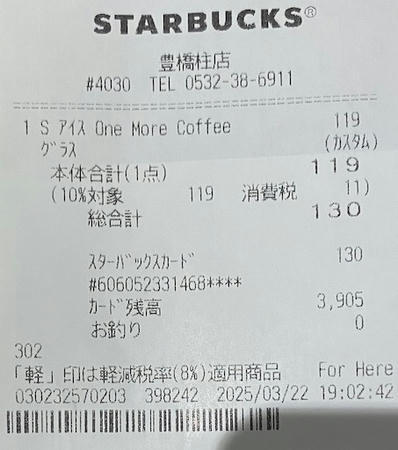 STARBUCKS®
豊橋柱店
#4030 TEL 0532-38-6911
1 S ｱｲｽ One More Coffee 119
ｸﾞﾗｽ (ｶｽﾀﾑ)
本体合計(1点) 119
(10%対象 119 消費税 11)
総合計 130
ｽﾀｰﾊﾞｯｸｽｶｰﾄﾞ 130
#606052331468****
ｶｰﾄﾞ残高 3,905
お釣り 0
302
「軽」印は軽減税率(8%)適用商品 For Here
030232570203 398242 2025/03/22 19:02:42